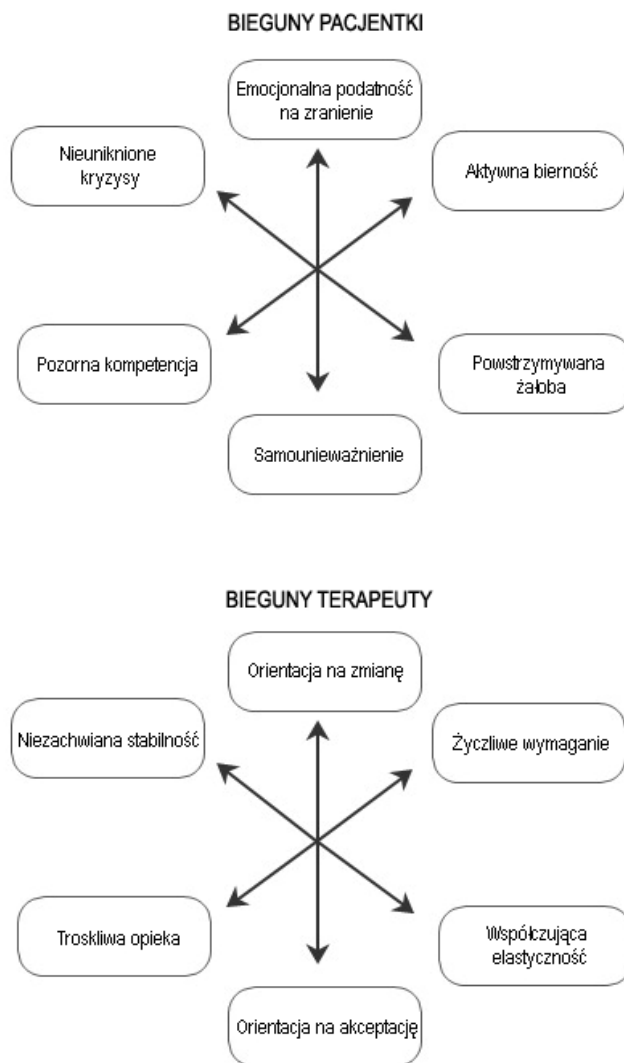 BIEGUNY PACJENTKI
Emocjonalna podatność
na zranienie
Nieuniknione
kryzysy
Aktywna bierność
Pozorna kompetencja
Powstrzymywana
żałoba
Samounieważnienie
BIEGUNY TERAPEUTY
Orientacja na zmianę
Niezachwiana stabilność
Życzliwe wymaganie
Troskliwa opieka
Współczująca
elastyczność
Orientacja na akceptację